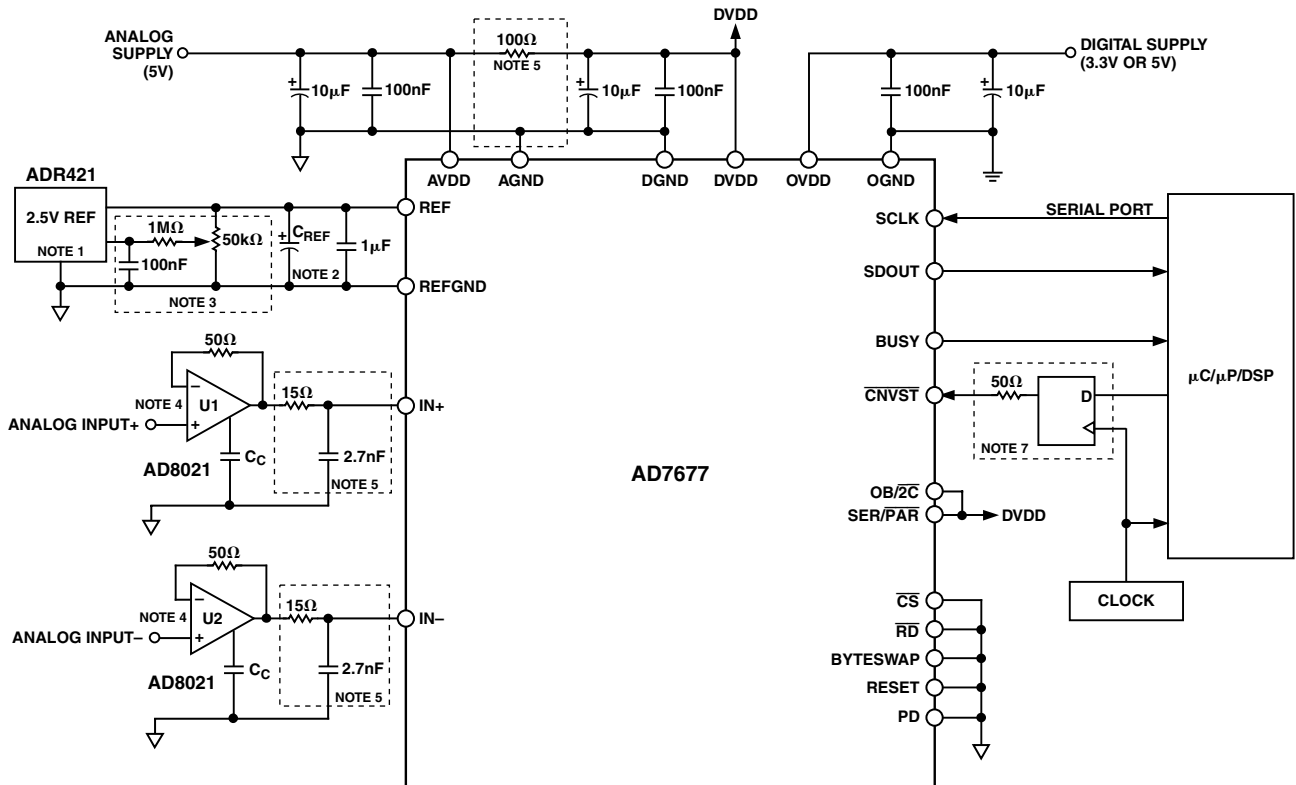 ANALOG
SUPPLY
(5V)
10µF
100nF
100Ω
NOTE 5
10µF
100nF
DVDD
100nF
10µF
DIGITAL SUPPLY
(3.3V OR 5V)
AVDD
AGND
DGND
DVDD
OVDD
OGND
ADR421
2.5V REF
NOTE 1
1MΩ
50kΩ
100nF
NOTE 3
CREF
NOTE 2
1µF
REF
REFGND
50Ω
NOTE 4
U1
ANALOG INPUT+
AD8021
CC
15Ω
2.7nF
NOTE 5
IN+
50Ω
NOTE 4
U2
ANALOG INPUT–
AD8021
CC
15Ω
2.7nF
NOTE 5
IN–
AD7677
SCLK
SERIAL PORT
SDOUT
BUSY
CNVST
50Ω
D
NOTE 7
µC/µP/DSP
OB/2C
SER/PAR
DVDD
CLOCK
CS
RD
BYTESWAP
RESET
PD